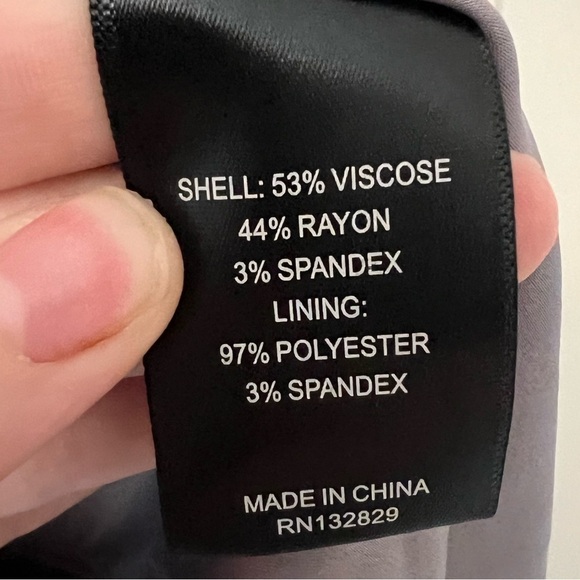 SHELL: 53% VISCOSE
44% RAYON
3% SPANDEX
LINING:
97% POLYESTER
3% SPANDEX
MADE IN CHINA
RN132829